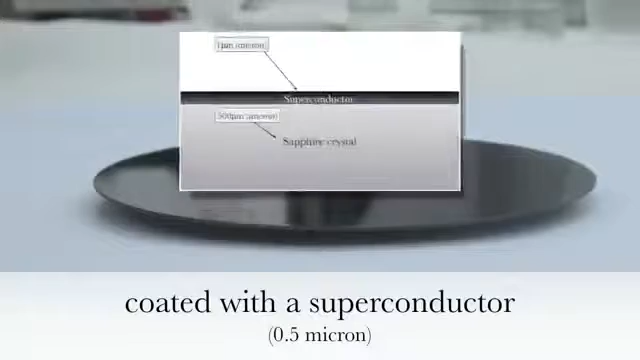 Superconductor
Sapphire crystal
coated with a superconductor
(0.5 micron)